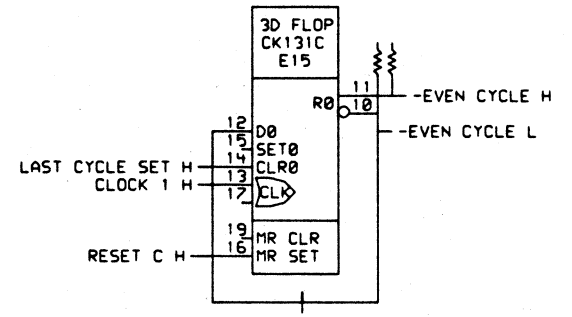 3D FLOP
CK131C
E15
11
R0
-EVEN CYCLE H
10
12
D0
-EVEN CYCLE L
15
SET0
LAST CYCLE SET H
14
CLR0
CLOCK 1 H
13
CLK
17
19
MR CLR
RESET C H
16
MR SET